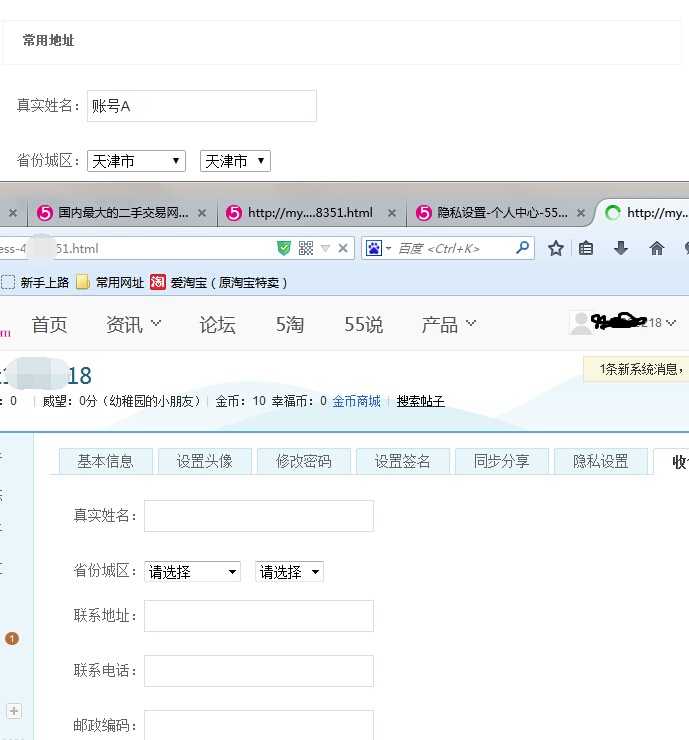 常用地址
真实姓名： 账号A
省份城区： 天津市 天津市
国内最大的二手交易网... http://my....8351.html 隐私设置-个人中心-55... http://my..
ess-4 51.html 百度 <Ctrl+K>
新手上路 常用网址 淘 爱淘宝（原淘宝特卖）
m 首页 资讯 论坛 5淘 55说 产品 218
18 1条新系统消息，
：0 威望：0分（幼稚园的小朋友） 金币：10 幸福币：0 金币商城 搜索帖子
基本信息 设置头像 修改密码 设置签名 同步分享 隐私设置 收
真实姓名：
省份城区： 请选择 请选择
联系地址：
1
联系电话：
邮政编码：